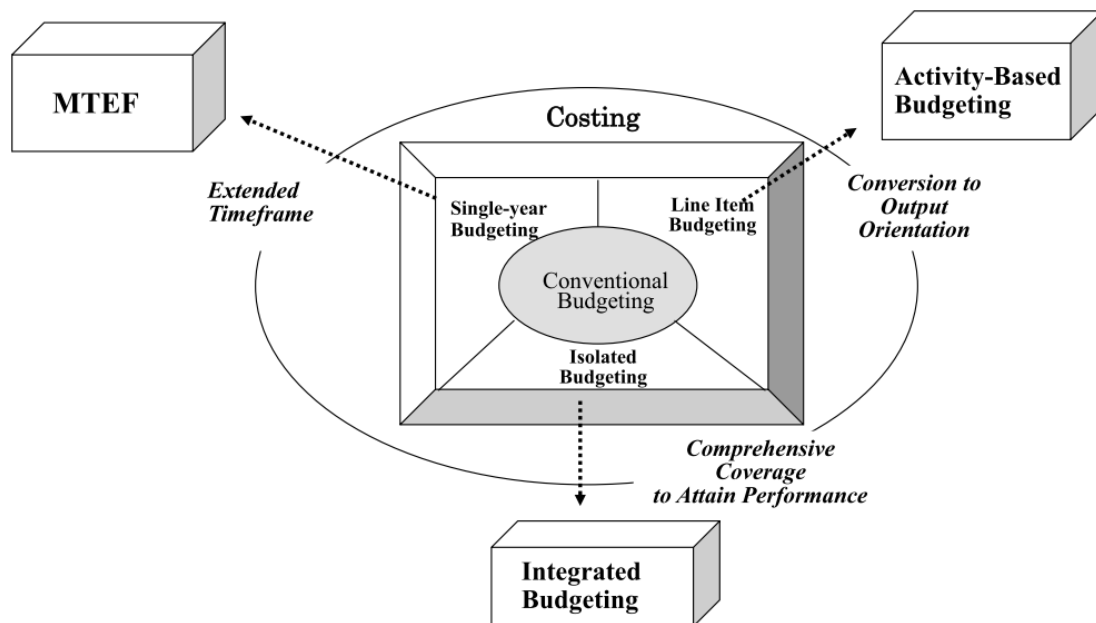 MTEF
Activity-Based
Budgeting
Costing
Extended
Timeframe
Single-year
Budgeting
Line Item
Budgeting
Conversion to
Output
Orientation
Conventional
Budgeting
Isolated
Budgeting
Comprehensive
Coverage
to Attain Performance
Integrated
Budgeting